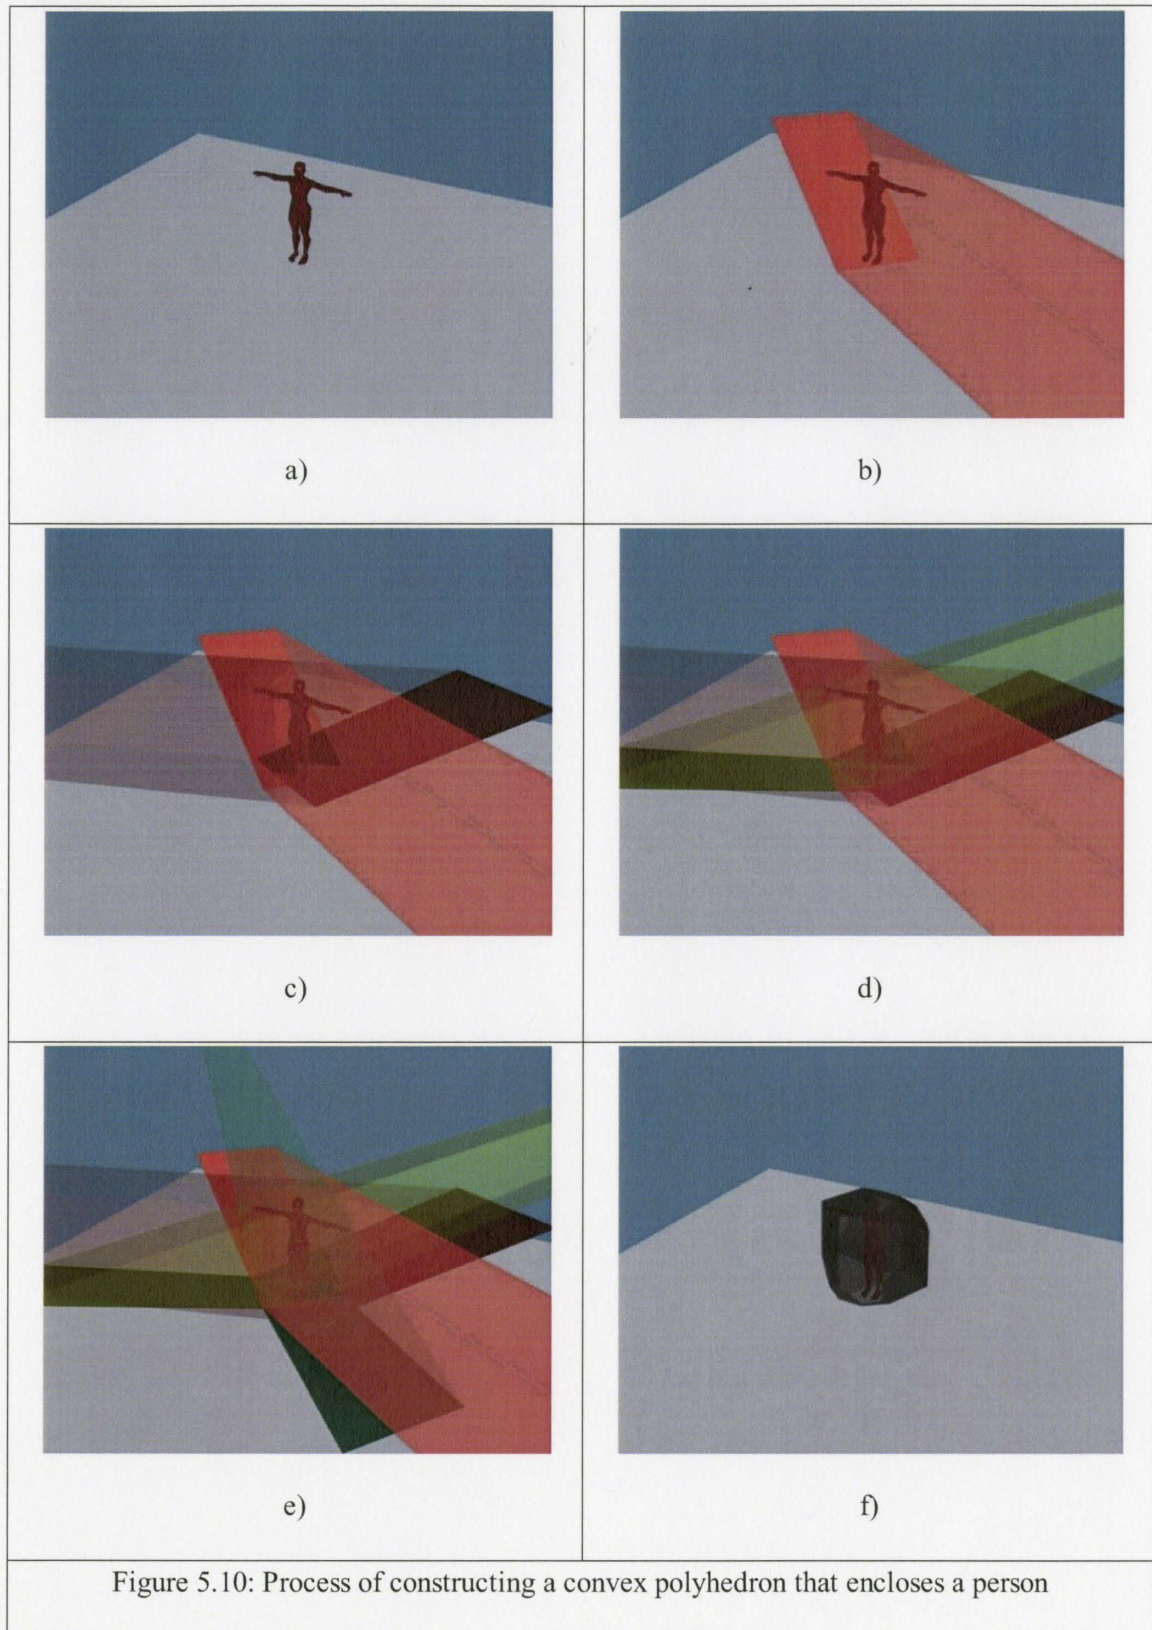 a)
b)
c)
d)
e)
f)
Figure 5.10: Process of constructing a convex polyhedron that encloses a person